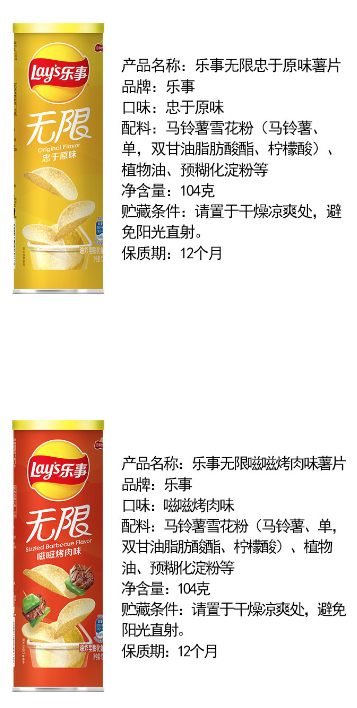 Lay's乐事
无限
Original Flavor
忠于原味
产品名称：乐事无限忠于原味薯片
品牌：乐事
口味：忠于原味
配料：马铃薯雪花粉（马铃薯、
单，双甘油脂肪酸酯、柠檬酸）、
植物油、预糊化淀粉等
净含量：104克
贮藏条件：请置于干燥凉爽处，避
免阳光直射。
保质期：12个月
Lay's乐事
无限
Sizzled Barbecue Flavor
嗞嗞烤肉味
产品名称：乐事无限嗞嗞烤肉味薯片
品牌：乐事
口味：嗞嗞烤肉味
配料：马铃薯雪花粉（马铃薯、单，
双甘油脂肪酸酯、柠檬酸）、植物
油、预糊化淀粉等
净含量：104克
贮藏条件：请置于干燥凉爽处，避免
阳光直射。
保质期：12个月